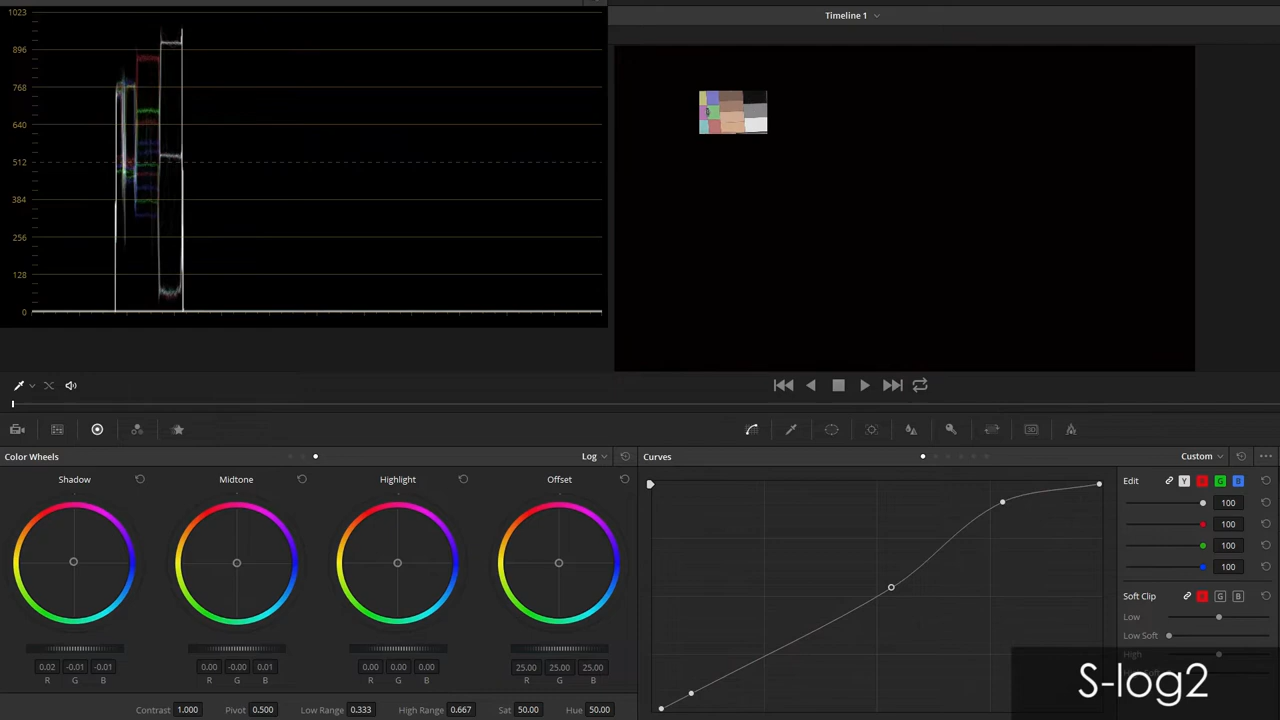 1023
Timeline 1
896
768
640
512
384
256
128
0
Color Wheels
Log
Curves
Custom
Shadow
Midtone
Highlight
Offset
Edit
Y
R
G
B
100
100
100
100
Soft Clip
R
G
B
Low
Low Soft
High
0.02 -0.01 -0.01
0.00 -0.00 0.01
0.00 0.00 0.00
25.00 25.00 25.00
R G B
R G B
R G B
R G B
Contrast 1.000 Pivot 0.500 Low Range 0.333 High Range 0.667 Sat 50.00 Hue 50.00
S-log2